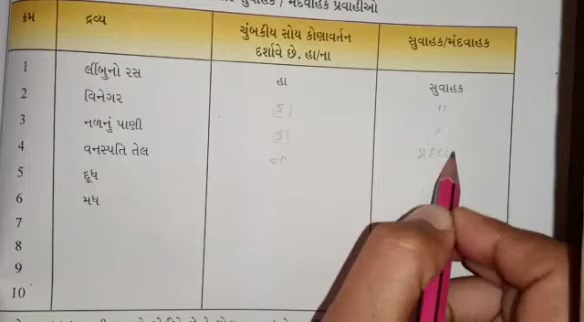 સુવાહક / મંદવાહક પ્રવાહીઓ
ક્રમ દ્રવ્ય ચુંબકીય સોય કોણાવર્તન દર્શાવે છે. હા/ના સુવાહક/મંદવાહક
1 લીંબુનો રસ હા સુવાહક
2 વિનેગર હા "
3 નળનું પાણી હા "
4 વનસ્પતિ તેલ ના
5 દૂધ
6 મધ
7
8
9
10